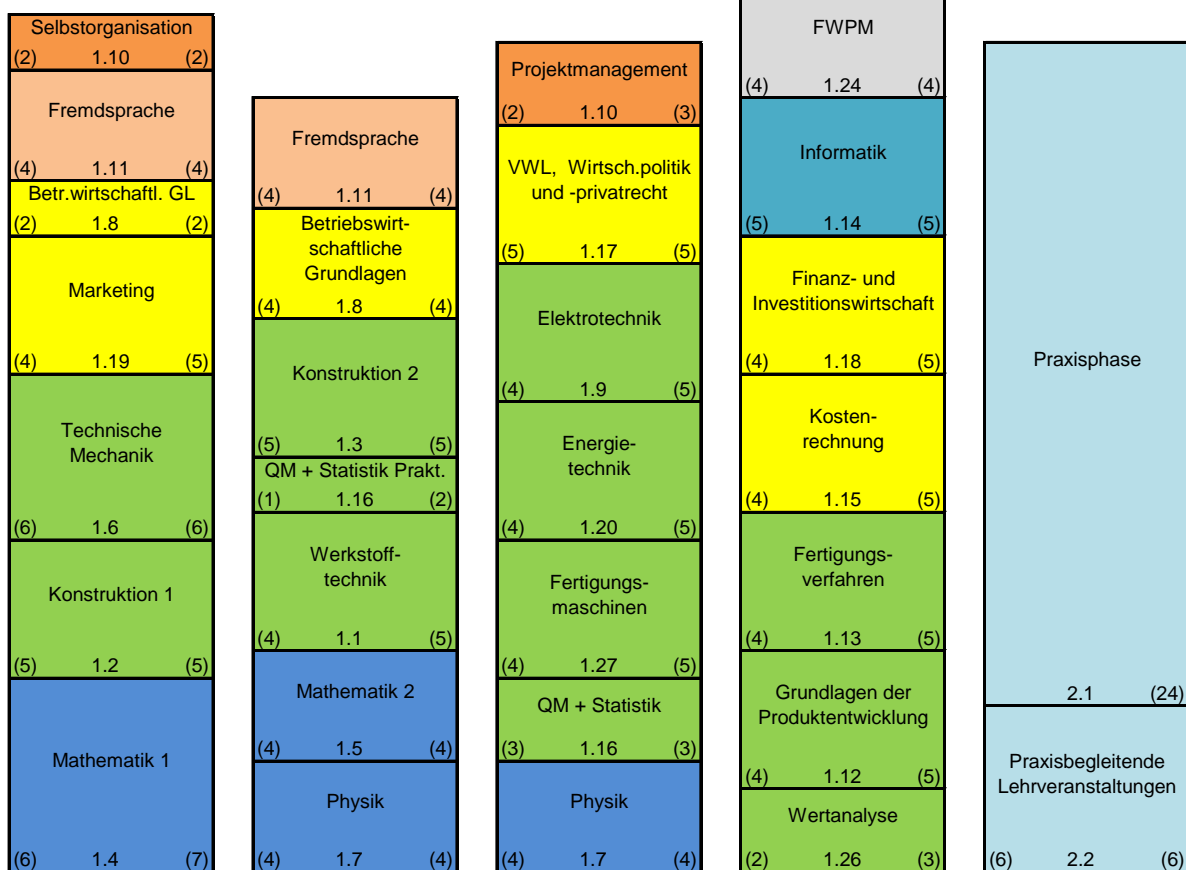 Selbstorganisation
(2) 1.10 (2)
Fremdsprache
(4) 1.11 (4)
Betr.wirtschaftl. GL
(2) 1.8 (2)
Marketing
(4) 1.19 (5)
Technische
Mechanik
(6) 1.6 (6)
Konstruktion 1
(5) 1.2 (5)
Mathematik 1
(6) 1.4 (7)
Fremdsprache
(4) 1.11 (4)
Betriebswirt-
schaftliche
Grundlagen
(4) 1.8 (4)
Konstruktion 2
(5) 1.3 (5)
QM + Statistik Prakt.
(1) 1.16 (2)
Werkstoff-
technik
(4) 1.1 (5)
Mathematik 2
(4) 1.5 (4)
Physik
(4) 1.7 (4)
Projektmanagement
(2) 1.10 (3)
VWL, Wirtsch.politik
und -privatrecht
(5) 1.17 (5)
Elektrotechnik
(4) 1.9 (5)
Energie-
technik
(4) 1.20 (5)
Fertigungs-
maschinen
(4) 1.27 (5)
QM + Statistik
(3) 1.16 (3)
Physik
(4) 1.7 (4)
FWPM
(4) 1.24 (4)
Informatik
(5) 1.14 (5)
Finanz- und
Investitionswirtschaft
(4) 1.18 (5)
Kosten-
rechnung
(4) 1.15 (5)
Fertigungs-
verfahren
(4) 1.13 (5)
Grundlagen der
Produktentwicklung
(4) 1.12 (5)
Wertanalyse
(2) 1.26 (3)
Praxisphase
2.1 (24)
Praxisbegleitende
Lehrveranstaltungen
(6) 2.2 (6)